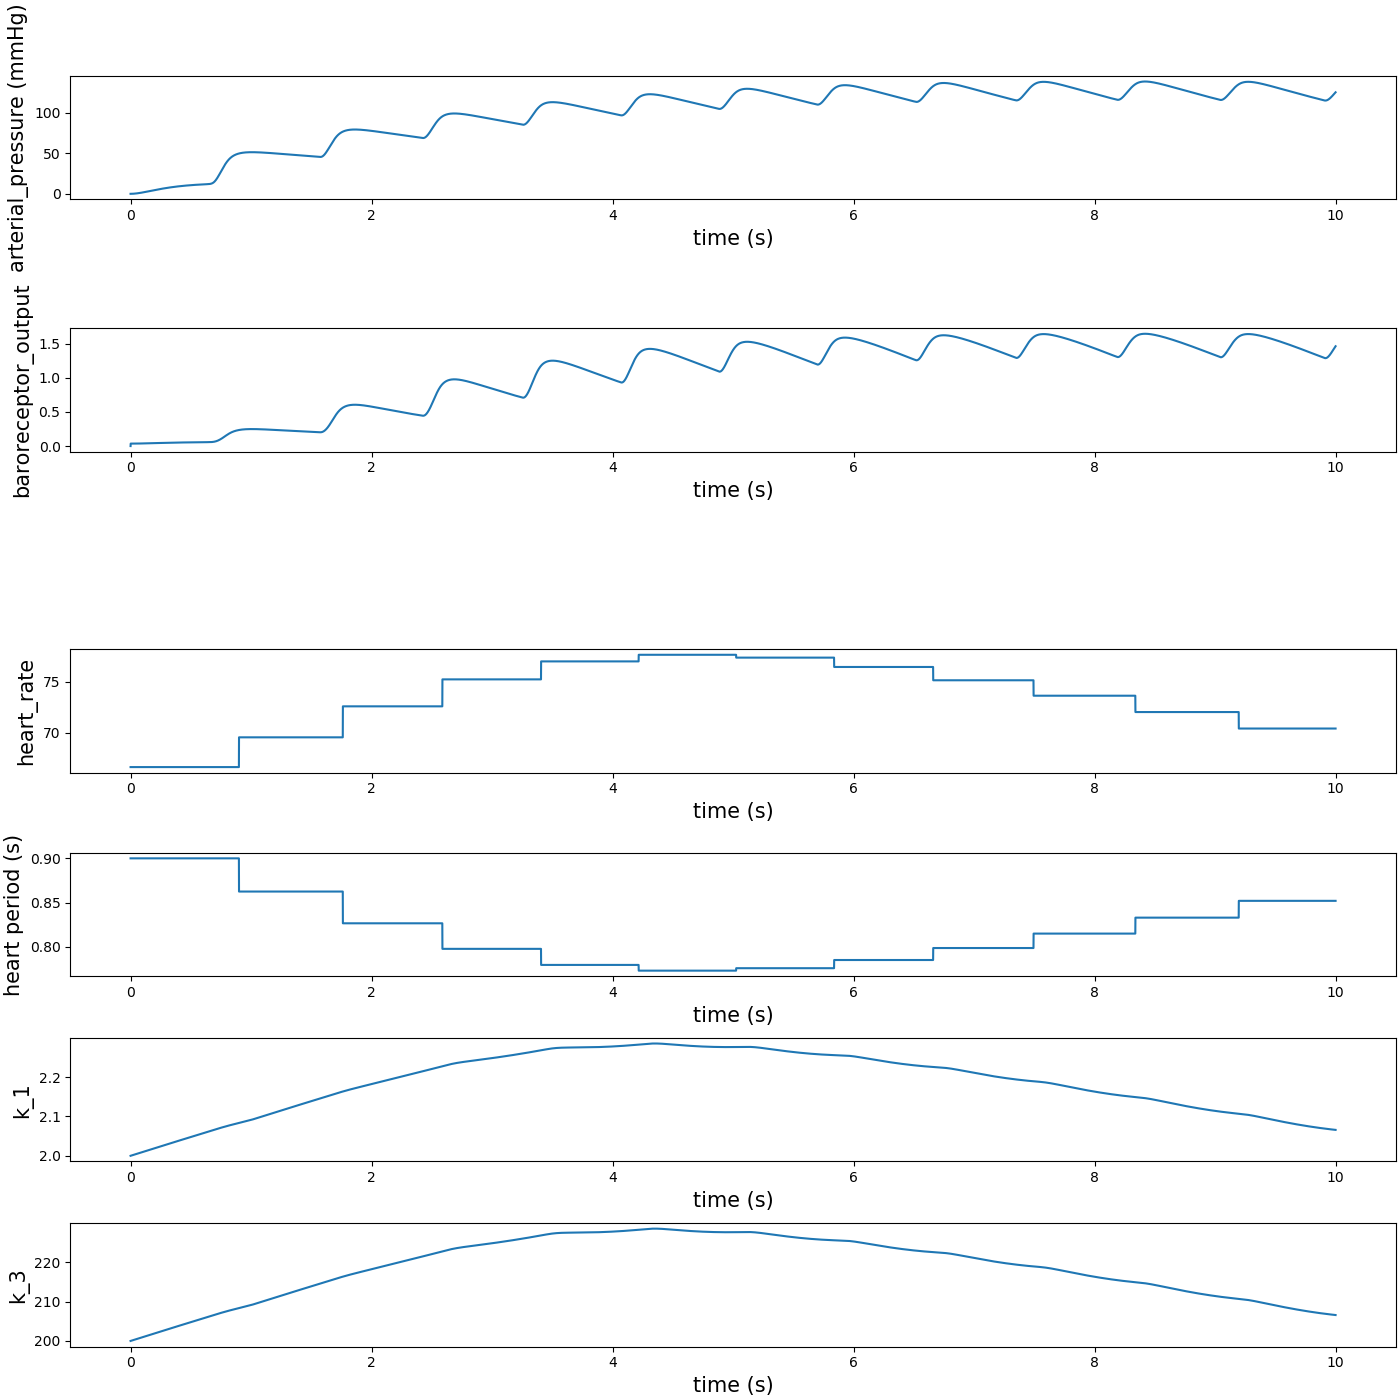 arterial_pressure (mmHg)
100
50
0
0 2 4 6 8 10
time (s)
baroreceptor_output
1.5
1.0
0.5
0.0
0 2 4 6 8 10
time (s)
heart_rate
75
70
0 2 4 6 8 10
time (s)
heart period (s)
0.90
0.85
0.80
0 2 4 6 8 10
time (s)
k_1
2.2
2.1
2.0
0 2 4 6 8 10
time (s)
k_3
220
210
200
0 2 4 6 8 10
time (s)